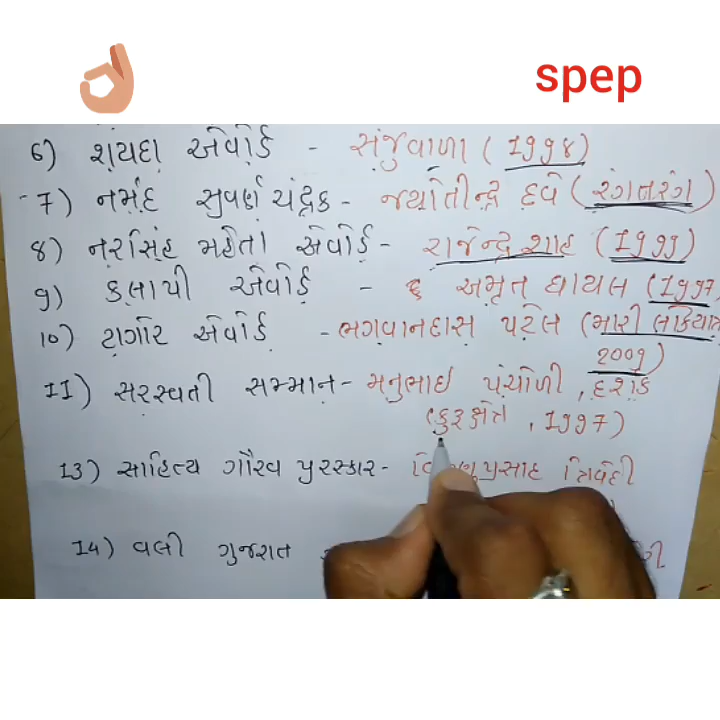 spep
6) શયદા એવોર્ડ - સંજુવાળા (1998)
7) નર્મદ સુવર્ણ ચંદ્રક - જ્યોતીન્દ્ર દવે (રંગતરંગ)
8) નરસિંહ મહેતા એવોર્ડ - રાજેન્દ્ર શાહ (1999)
9) કલાપી એવોર્ડ - અમૃત ઘાયલ (1997
10) ટાગોર એવોર્ડ - ભગવાનદાસ પટેલ (મારી લોકયાત્રા
2009)
11) સરસ્વતી સમ્માન - મનુભાઇ પંચોળી, દર્શક
(કુરુક્ષેત્ર, 1997)
13) સાહિત્ય ગૌરવ પુરસ્કાર - ત્રિવેદી
14) વલી ગુજરાત